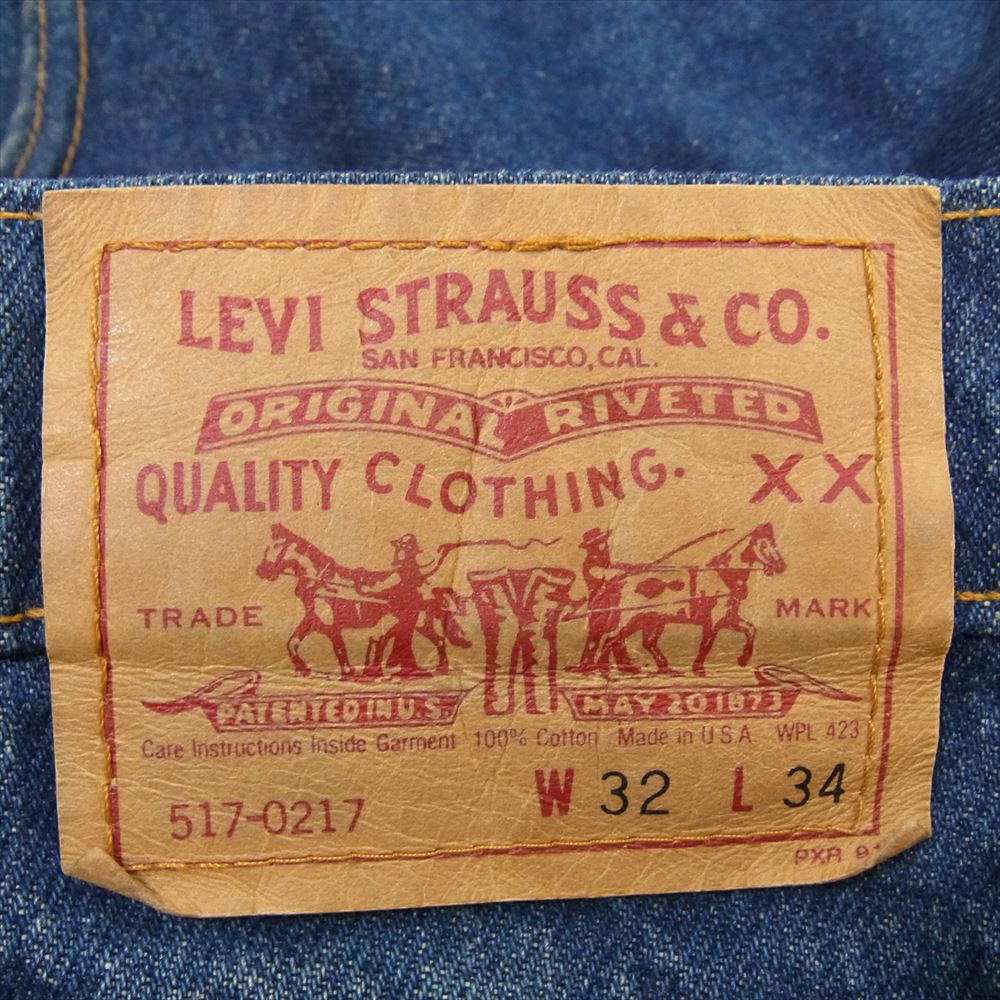 LEVI STRAUSS & CO.
SAN FRANCISCO, CAL.
ORIGINAL RIVETED
QUALITY CLOTHING. XX
TRADE MARK
PATENTED IN U.S. MAY 20 1873
Care Instructions Inside Garment 100% Cotton Made in U S A WPL 423
517-0217 W 32 L 34
PXR